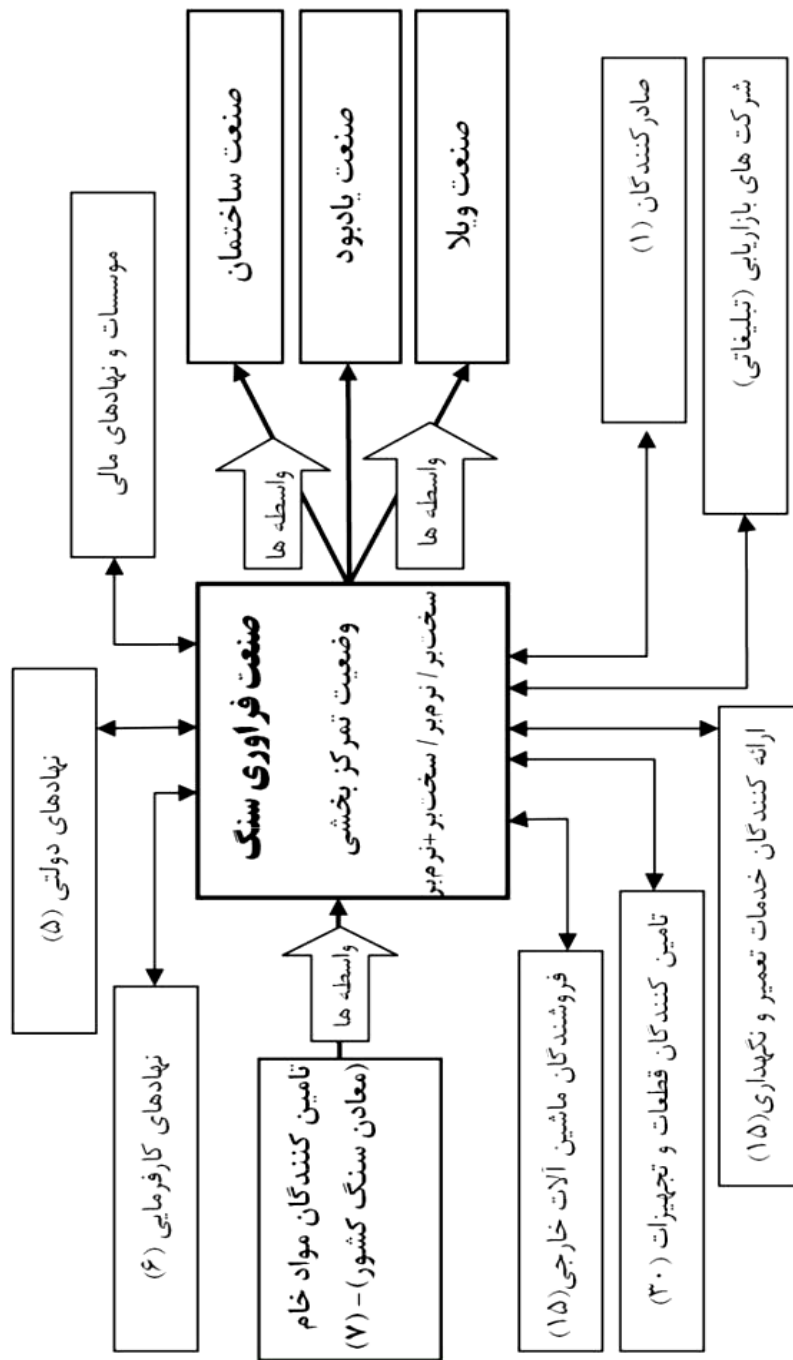 صنعت ساختمان
صنعت یادبود
صنعت ویلا
صادرکنندگان (۱)
شرکت های بازاریابی (تبلیغاتی)
موسسات و نهادهای مالی
واسطه ها
واسطه ها
نهادهای دولتی (۵)
صنعت فرآوری سنگ
وضعیت تمرکز بخشی
سخت‌بر / نرم‌بر / سخت‌بر+نرم‌بر
نهادهای کارفرمایی (۶)
واسطه ها
تامین کنندگان مواد خام
(معادن سنگ کشور) – (۷)
فروشندگان ماشین آلات خارجی(۱۵)
تامین کنندگان قطعات و تجهیزات (۳۰)
ارائه کنندگان خدمات تعمیر و نگهداری(۱۵)